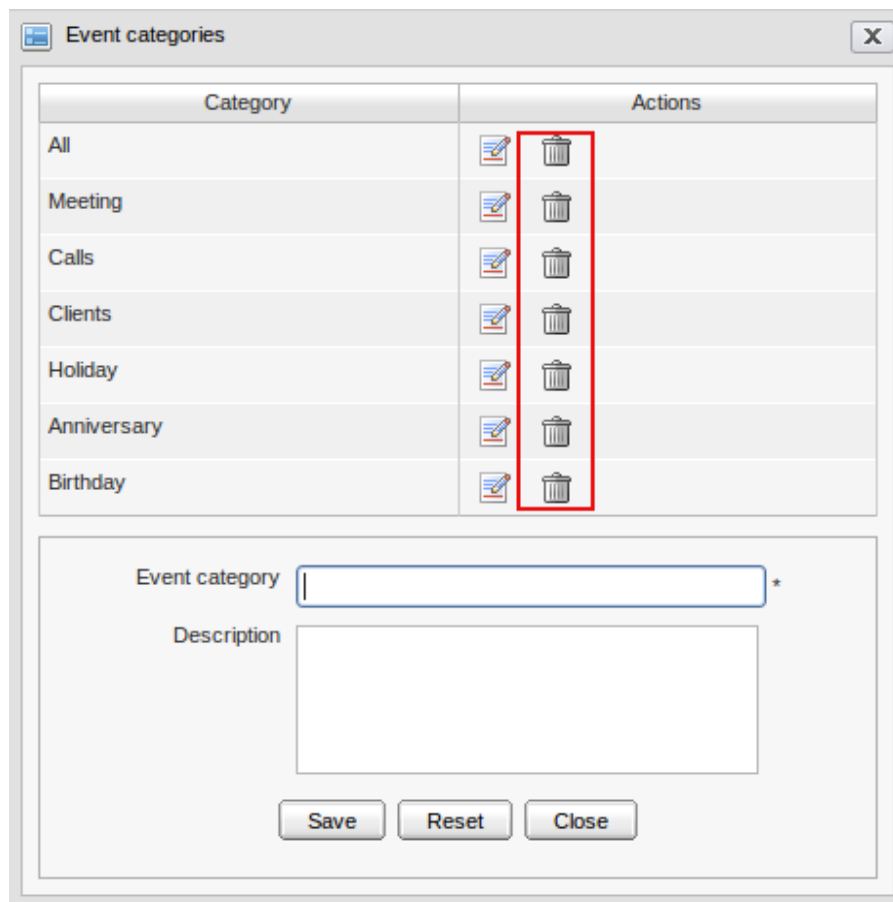 Event categories X
Category Actions
All
Meeting
Calls
Clients
Holiday
Anniversary
Birthday
Event category *
Description
Save Reset Close